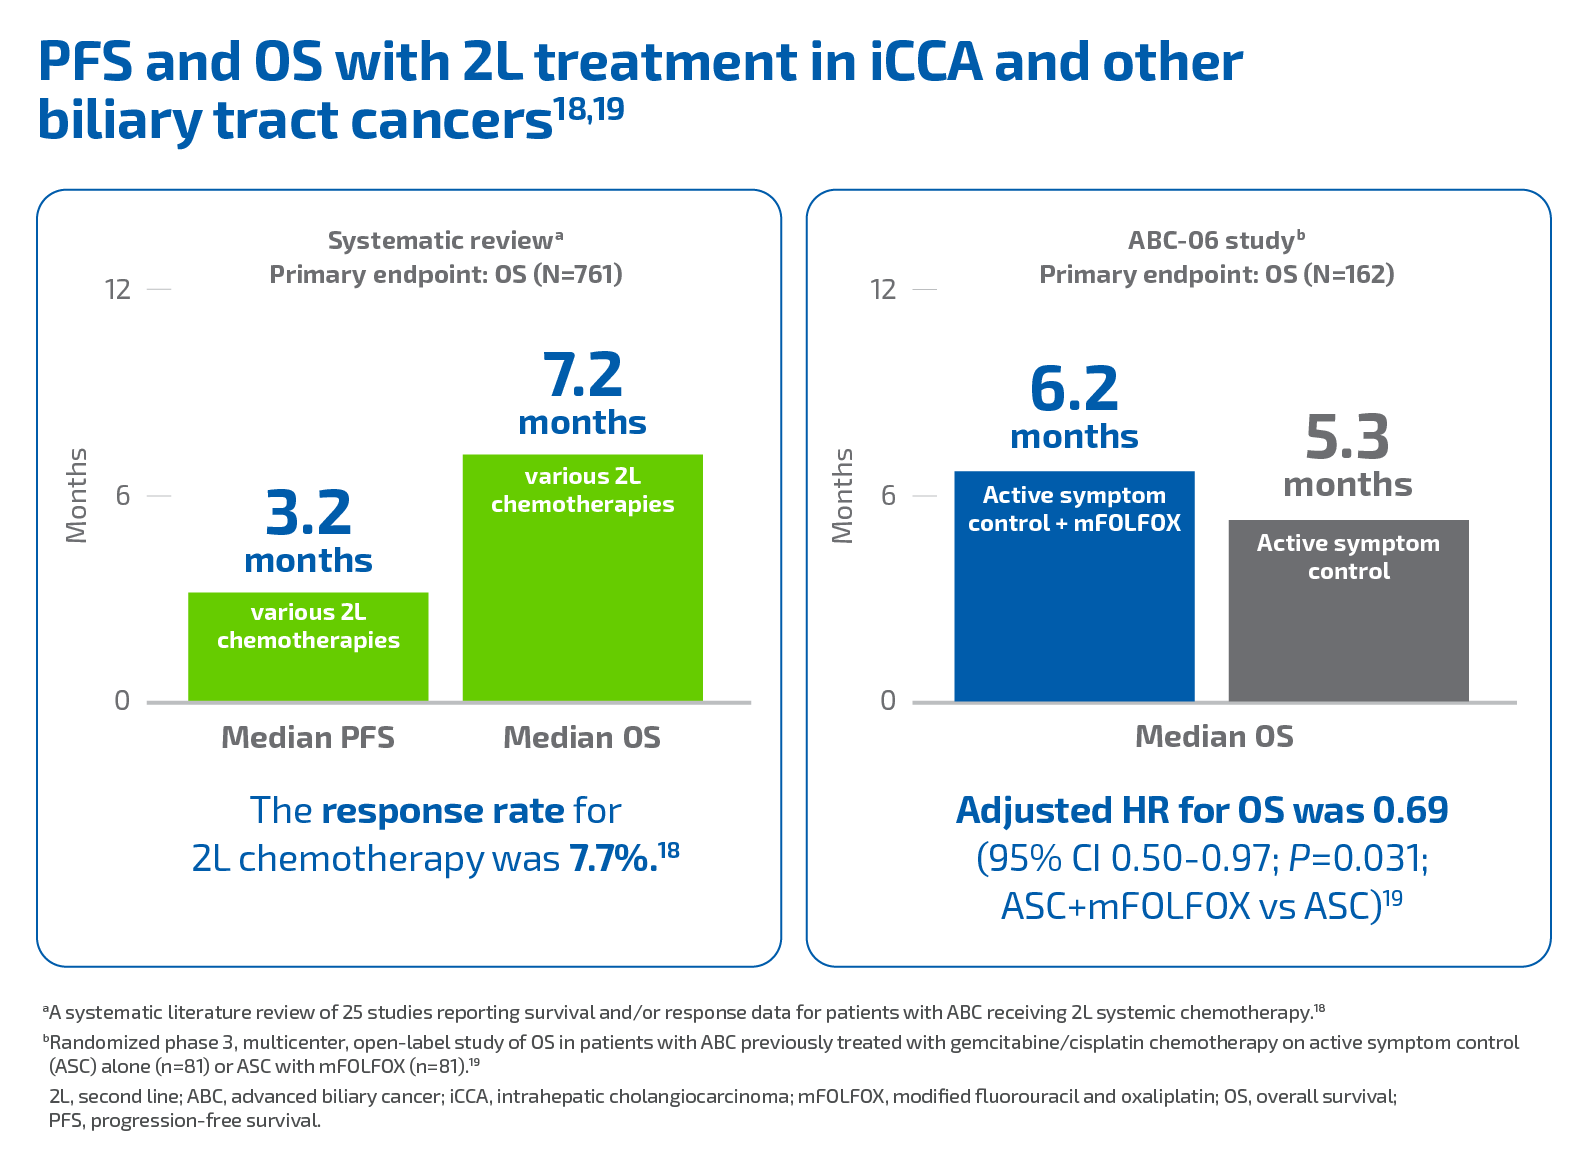 PFS and OS with 2L treatment in iCCA and other
biliary tract cancers18,19
Systematic reviewa
Primary endpoint: OS (N=761)
12
6
0
Months
3.2
months
various 2L
chemotherapies
7.2
months
various 2L
chemotherapies
Median PFS
Median OS
The response rate for
2L chemotherapy was 7.7%.18
ABC-06 studyb
Primary endpoint: OS (N=162)
12
6
0
Months
6.2
months
Active symptom
control + mFOLFOX
5.3
months
Active symptom
control
Median OS
Adjusted HR for OS was 0.69
(95% CI 0.50-0.97; P=0.031;
ASC+mFOLFOX vs ASC)19
aA systematic literature review of 25 studies reporting survival and/or response data for patients with ABC receiving 2L systemic chemotherapy.18
bRandomized phase 3, multicenter, open-label study of OS in patients with ABC previously treated with gemcitabine/cisplatin chemotherapy on active symptom control
(ASC) alone (n=81) or ASC with mFOLFOX (n=81).19
2L, second line; ABC, advanced biliary cancer; iCCA, intrahepatic cholangiocarcinoma; mFOLFOX, modified fluorouracil and oxaliplatin; OS, overall survival;
PFS, progression-free survival.